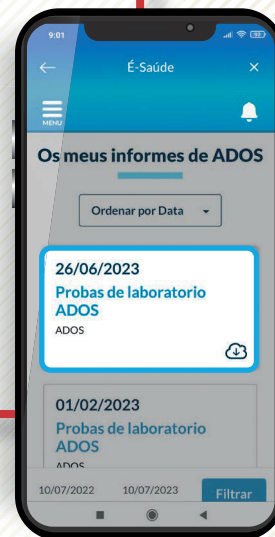 9:01
É-Saúde
MENU
Os meus informes de ADOS
Ordenar por Data
26/06/2023
Probas de laboratorio
ADOS
ADOS
01/02/2023
Probas de laboratorio
ADOS
ADOS
10/07/2022 10/07/2023 Filtrar